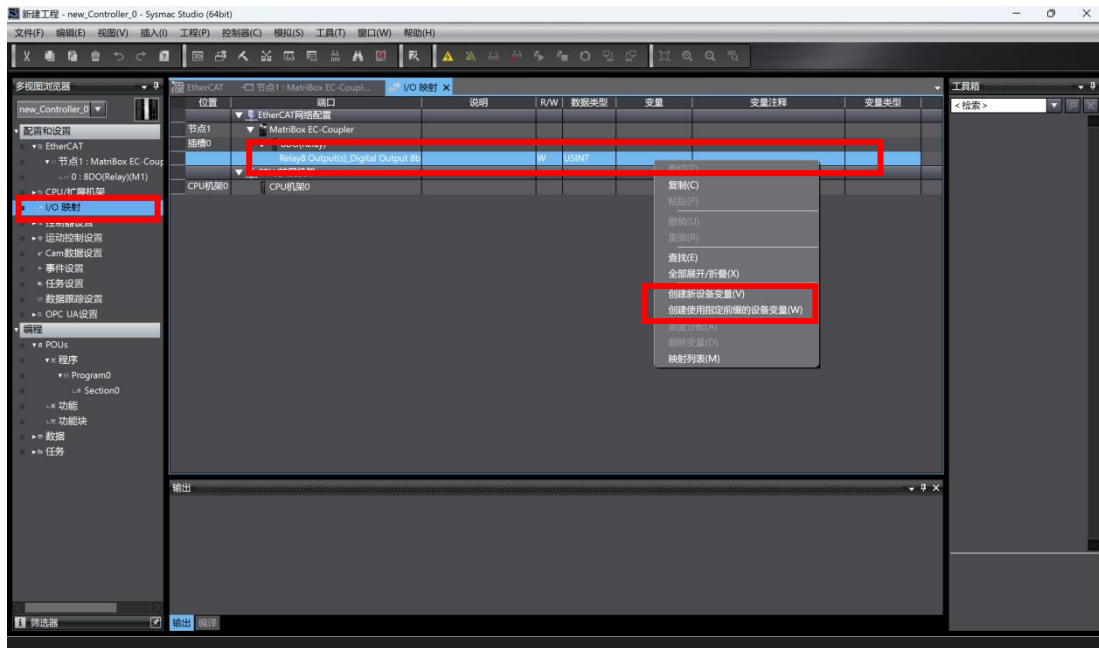 新建工程 - new_Controller_0 - Sysmac Studio (64bit)
文件(F) 编辑(E) 视图(V) 插入(I) 工程(P) 控制器(C) 模拟(S) 工具(T) 窗口(W) 帮助(H)
多视图浏览器
new_Controller_0
配置和设置
EtherCAT
节点1 : MatriBox EC-Coup
0 : 8DO(Relay)(M1)
CPU/扩展机架
I/O 映射
控制器设置
运动控制设置
Cam数据设置
事件设置
任务设置
数据跟踪设置
OPC UA设置
编程
POUs
程序
Program0
Section0
功能
功能块
数据
任务
筛选器
EtherCAT 节点1 : MatriBox EC-Coupl... I/O 映射
位置 端口 说明 R/W 数据类型 变量 变量注释 变量类型
EtherCAT网络配置
节点1 MatriBox EC-Coupler
插槽0 8DO(Relay)
Relay8 Output(s)_Digital Output 8b W USINT
CPU机架0 CPU机架0
复制(C)
粘贴(P)
撤销(U)
重做(R)
查找(E)
全部展开/折叠(X)
创建新设备变量(V)
创建使用指定前缀的设备变量(W)
重置分配(A)
删除变量(D)
映射列表(M)
输出
输出 编译
工具箱
<检索>